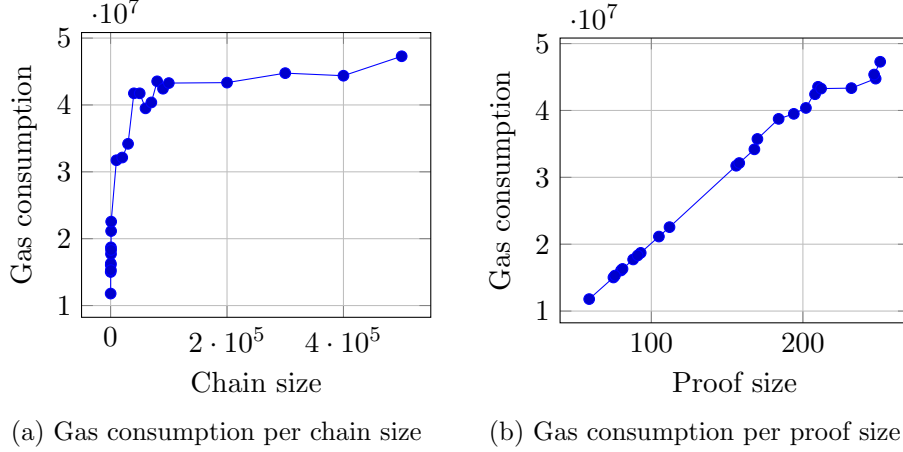 ·10⁷
5
4
3
2
1
Gas consumption
0
2 · 10⁵
4 · 10⁵
Chain size
(a) Gas consumption per chain size
·10⁷
5
4
3
2
1
Gas consumption
100
200
Proof size
(b) Gas consumption per proof size